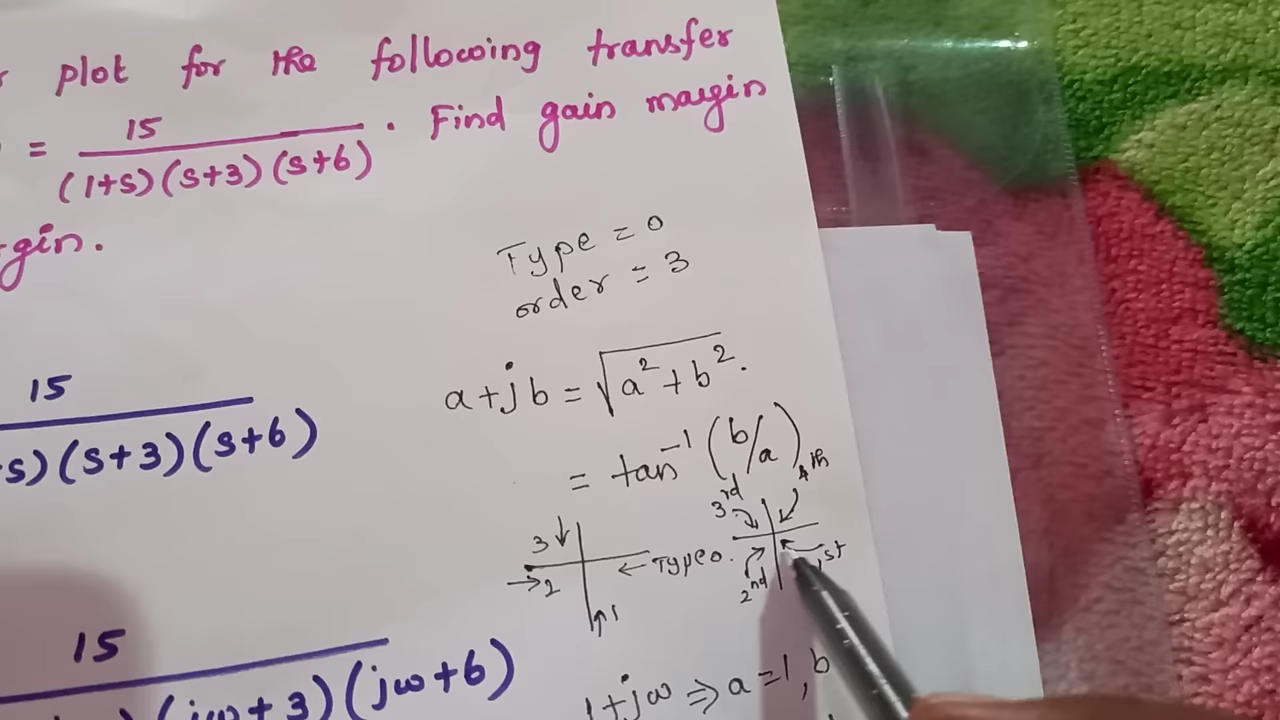 plot for the following transfer
= 15 / (1+s)(s+3)(s+6) . Find gain margin
gin.
Type = 0
order = 3
15 / s)(s+3)(s+6)
a+jb = √a²+b².
= tan⁻¹ (b/a)
3rd 4th
3↓ ← Type 0.
→2 2nd 1st
↑1
15 / (jω+3)(jω+6)
1+jω ⇒ a=1, b